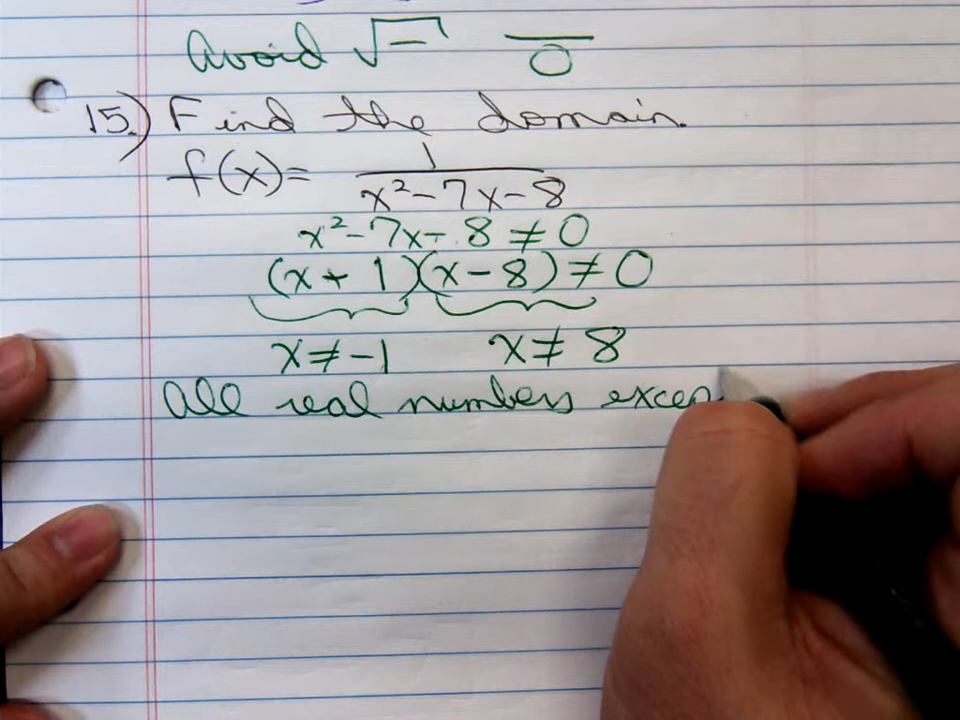 Avoid √- ‾/0
15.) Find the domain.
f(x)= 1/(x²-7x-8)
x²-7x-8≠0
(x+1)(x-8)≠0
x≠-1 x≠8
All real numbers excep